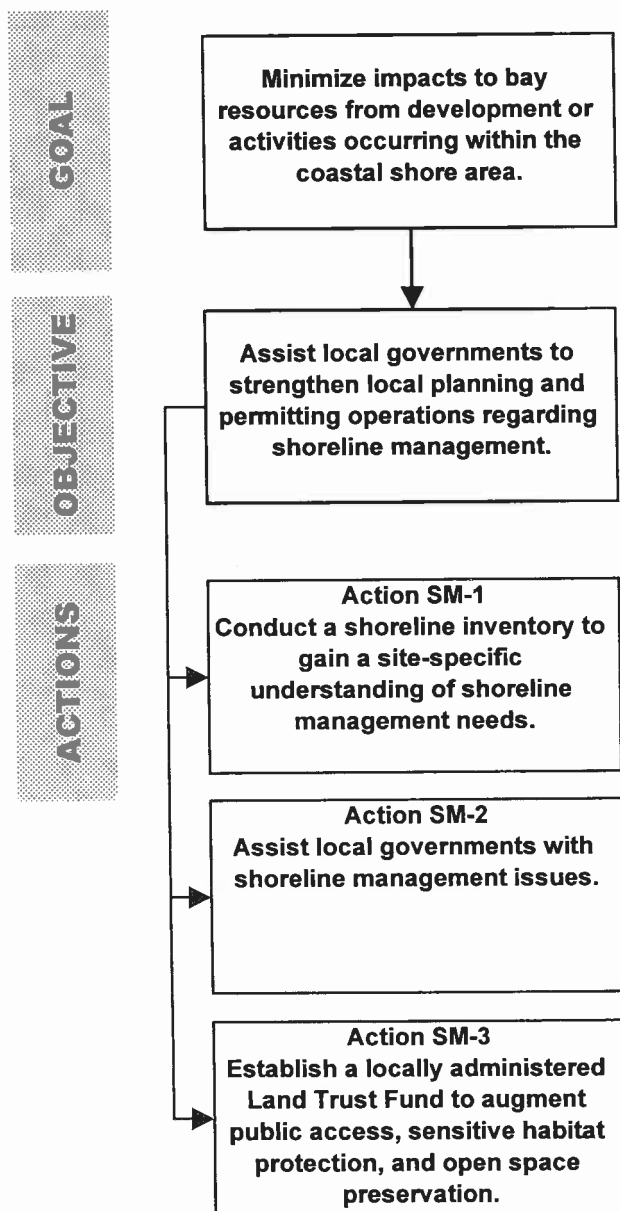 GOAL
Minimize impacts to bay
resources from development or
activities occurring within the
coastal shore area.
OBJECTIVE
Assist local governments to
strengthen local planning and
permitting operations regarding
shoreline management.
ACTIONS
Action SM-1
Conduct a shoreline inventory to
gain a site-specific
understanding of shoreline
management needs.
Action SM-2
Assist local governments with
shoreline management issues.
Action SM-3
Establish a locally administered
Land Trust Fund to augment
public access, sensitive habitat
protection, and open space
preservation.